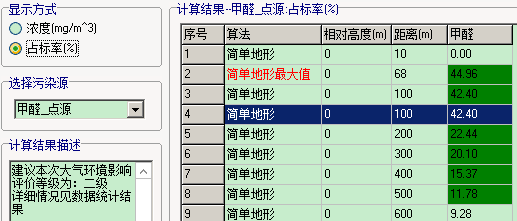 显示方式
浓度(mg/m^3)
占标率(%)
选择污染源
甲醛_点源
计算结果描述
建议本次大气环境影响
评价等级为：二级
详细情况见数据统计结
果
计算结果--甲醛_点源:占标率(%)
序号 算法 相对高度(m) 距离(m) 甲醛
1 简单地形 0 10 0.00
2 简单地形最大值 0 68 44.96
3 简单地形 0 100 42.40
4 简单地形 0 100 42.40
5 简单地形 0 200 22.44
6 简单地形 0 300 20.10
7 简单地形 0 400 15.37
8 简单地形 0 500 11.78
9 简单地形 0 600 9.28